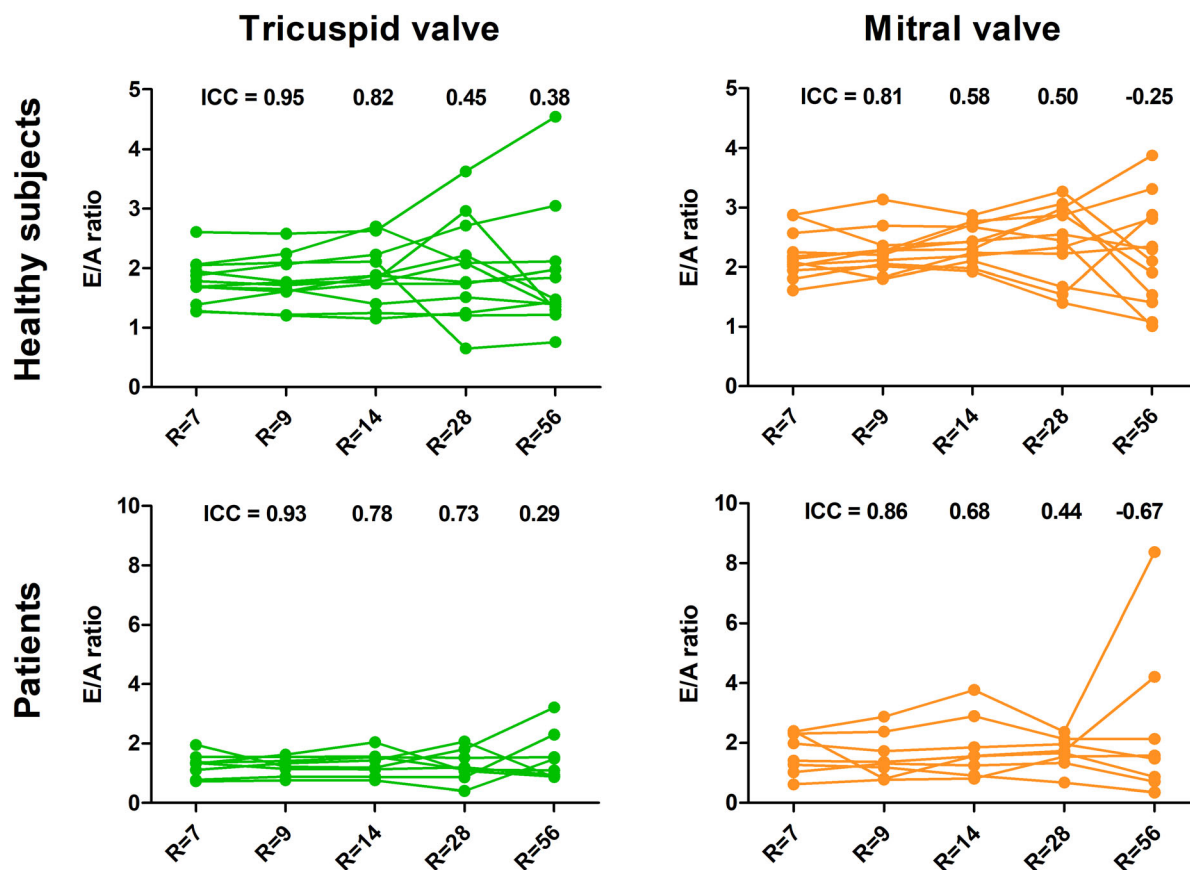 Tricuspid valve
Mitral valve
Healthy subjects
E/A ratio
5
4
3
2
1
0
ICC = 0.95 0.82 0.45 0.38
R=7 R=9 R=14 R=28 R=56
E/A ratio
5
4
3
2
1
0
ICC = 0.81 0.58 0.50 -0.25
R=7 R=9 R=14 R=28 R=56
Patients
E/A ratio
10
8
6
4
2
0
ICC = 0.93 0.78 0.73 0.29
R=7 R=9 R=14 R=28 R=56
E/A ratio
10
8
6
4
2
0
ICC = 0.86 0.68 0.44 -0.67
R=7 R=9 R=14 R=28 R=56